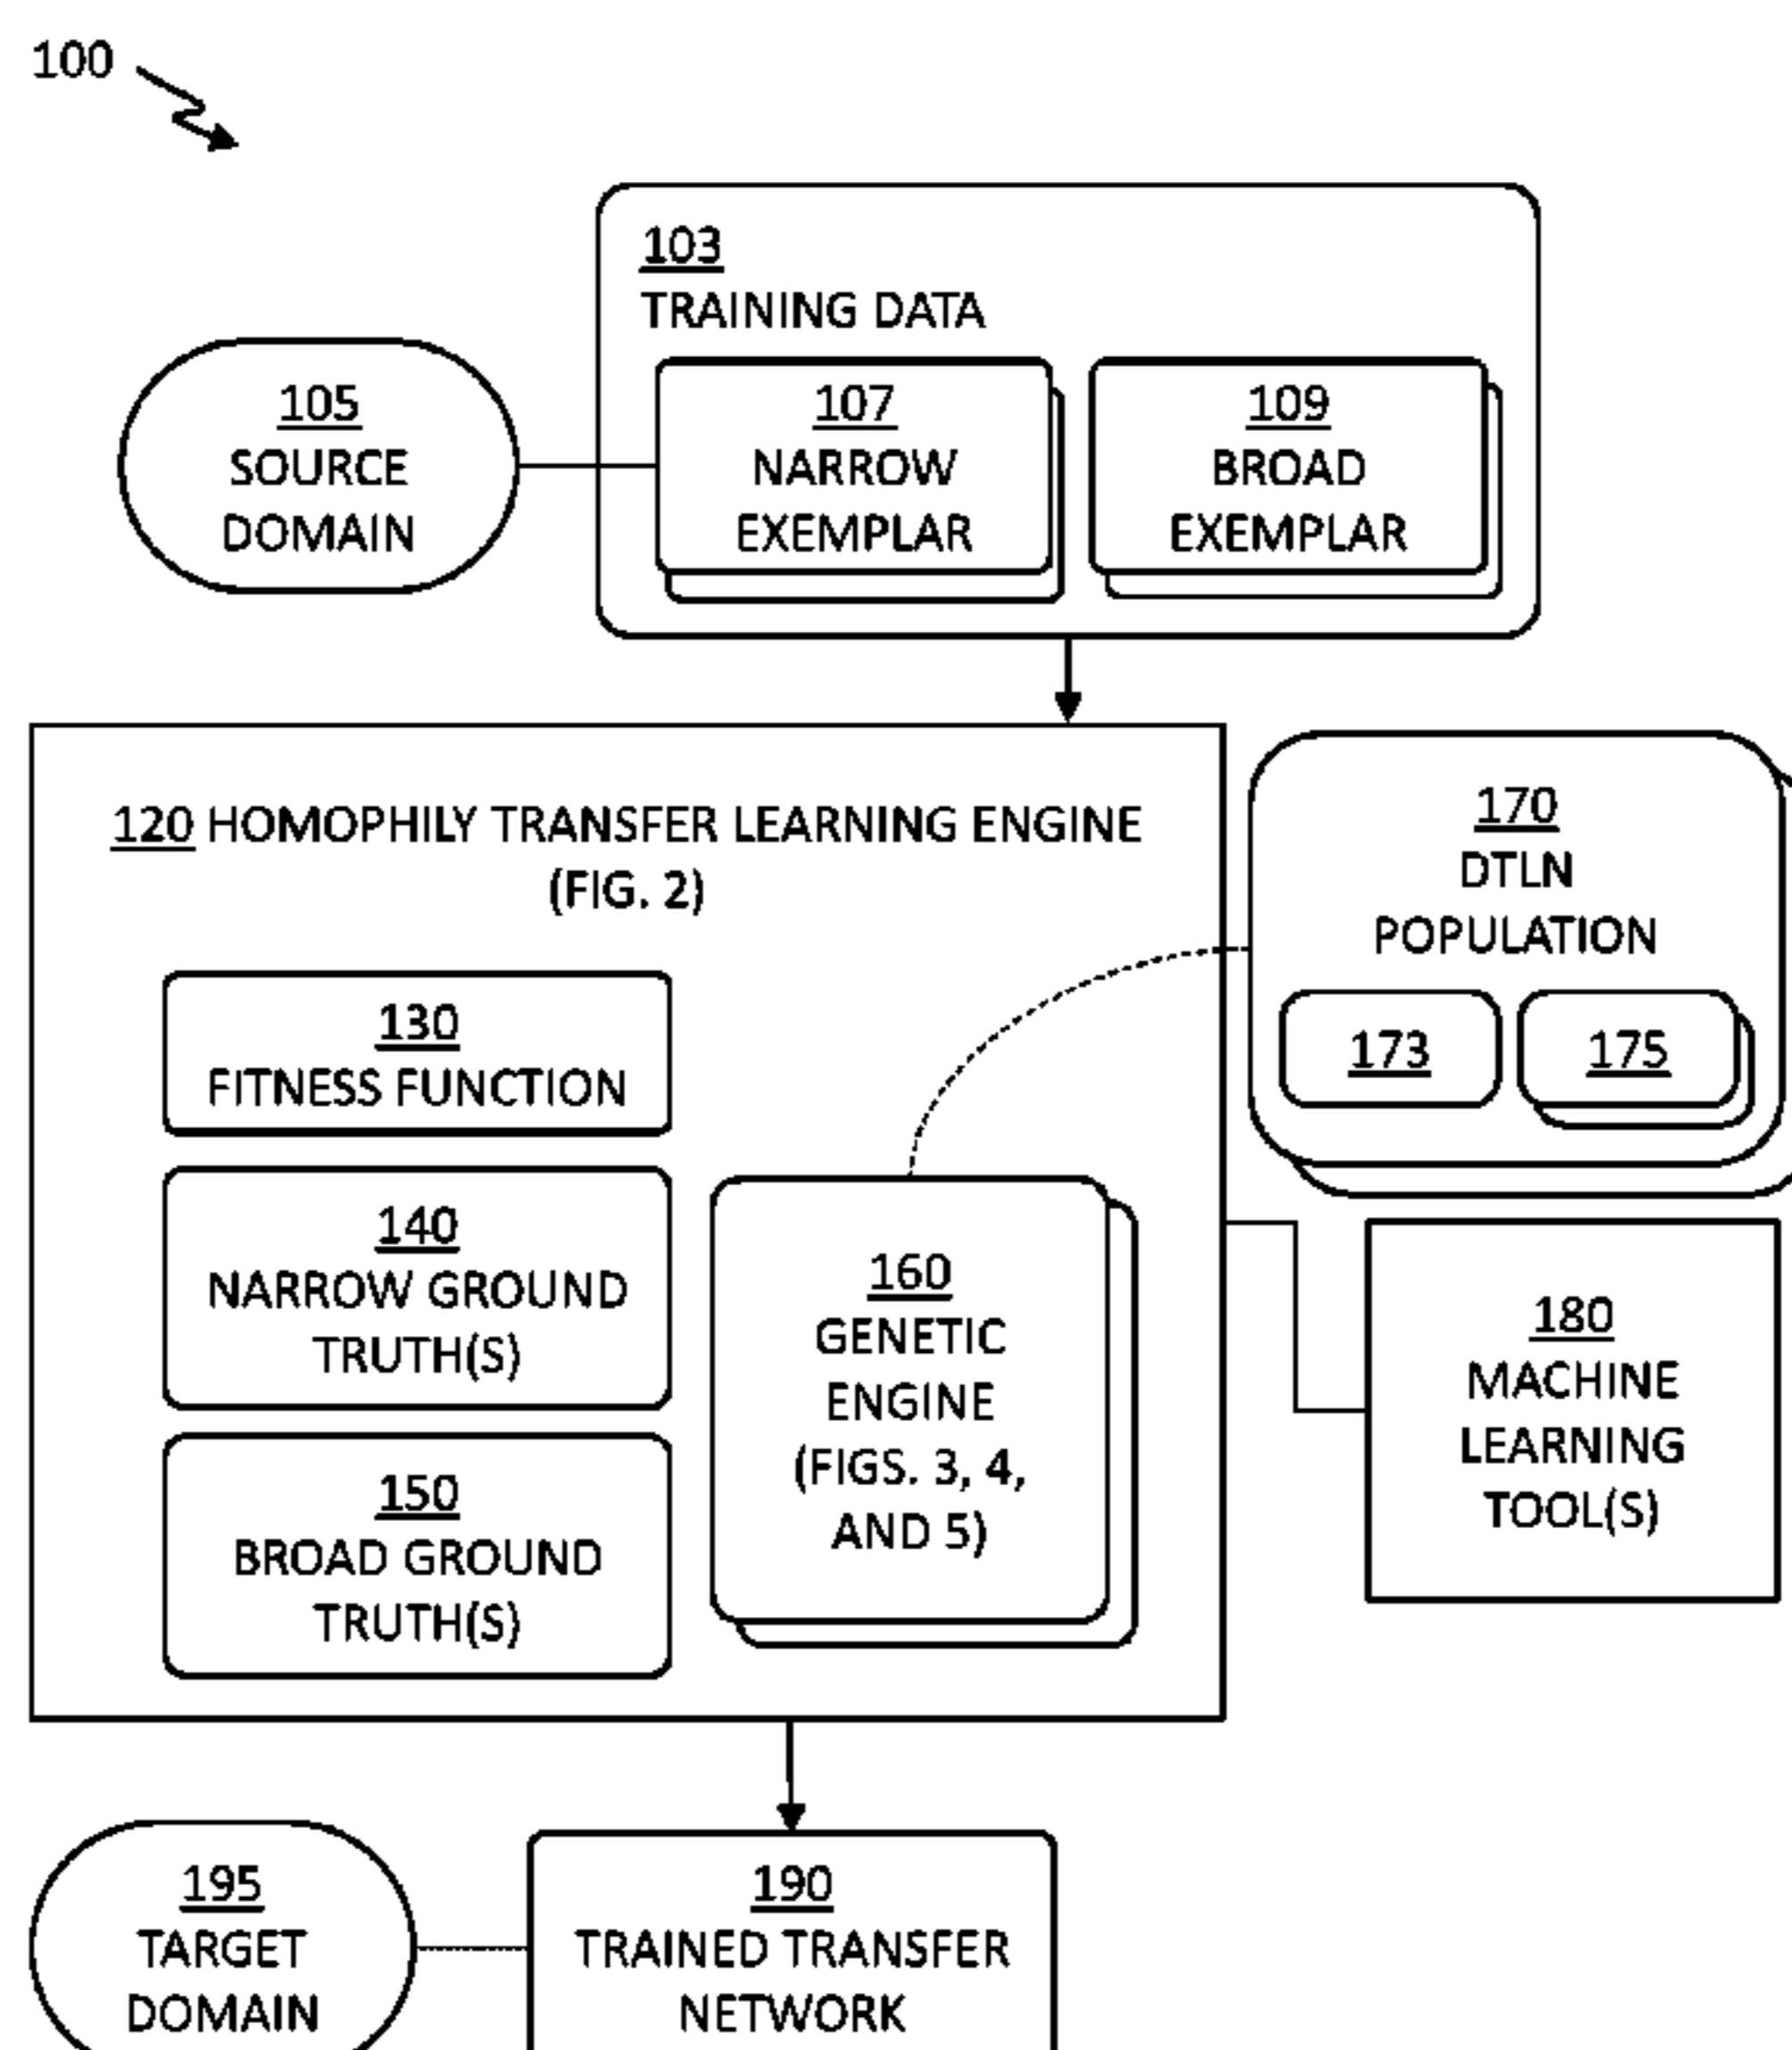 100
103
TRAINING DATA
105
SOURCE
DOMAIN
107
NARROW
EXEMPLAR
109
BROAD
EXEMPLAR
120 HOMOPHILY TRANSFER LEARNING ENGINE
(FIG. 2)
130
FITNESS FUNCTION
140
NARROW GROUND
TRUTH(S)
150
BROAD GROUND
TRUTH(S)
160
GENETIC
ENGINE
(FIGS. 3, 4,
AND 5)
170
DTLN
POPULATION
173
175
180
MACHINE
LEARNING
TOOL(S)
195
TARGET
DOMAIN
190
TRAINED TRANSFER
NETWORK